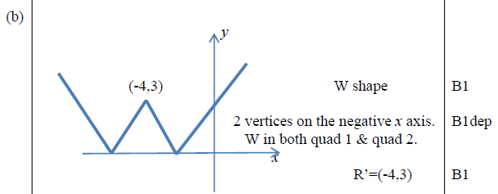 (b)
y
(-4,3)
W shape B1
2 vertices on the negative x axis. B1dep
W in both quad 1 & quad 2.
x
R'=(-4,3) B1